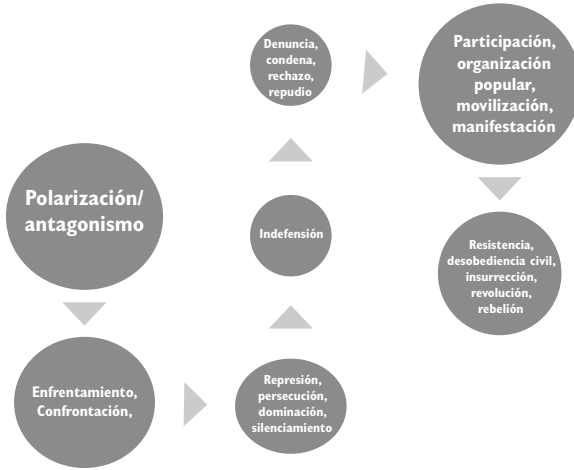 Polarización/
antagonismo
Enfrentamiento,
Confrontación,
Represión,
persecución,
dominación,
silenciamiento
Indefensión
Denuncia,
condena,
rechazo,
repudio
Participación,
organización
popular,
movilización,
manifestación
Resistencia,
desobediencia civil,
insurrección,
revolución,
rebelión